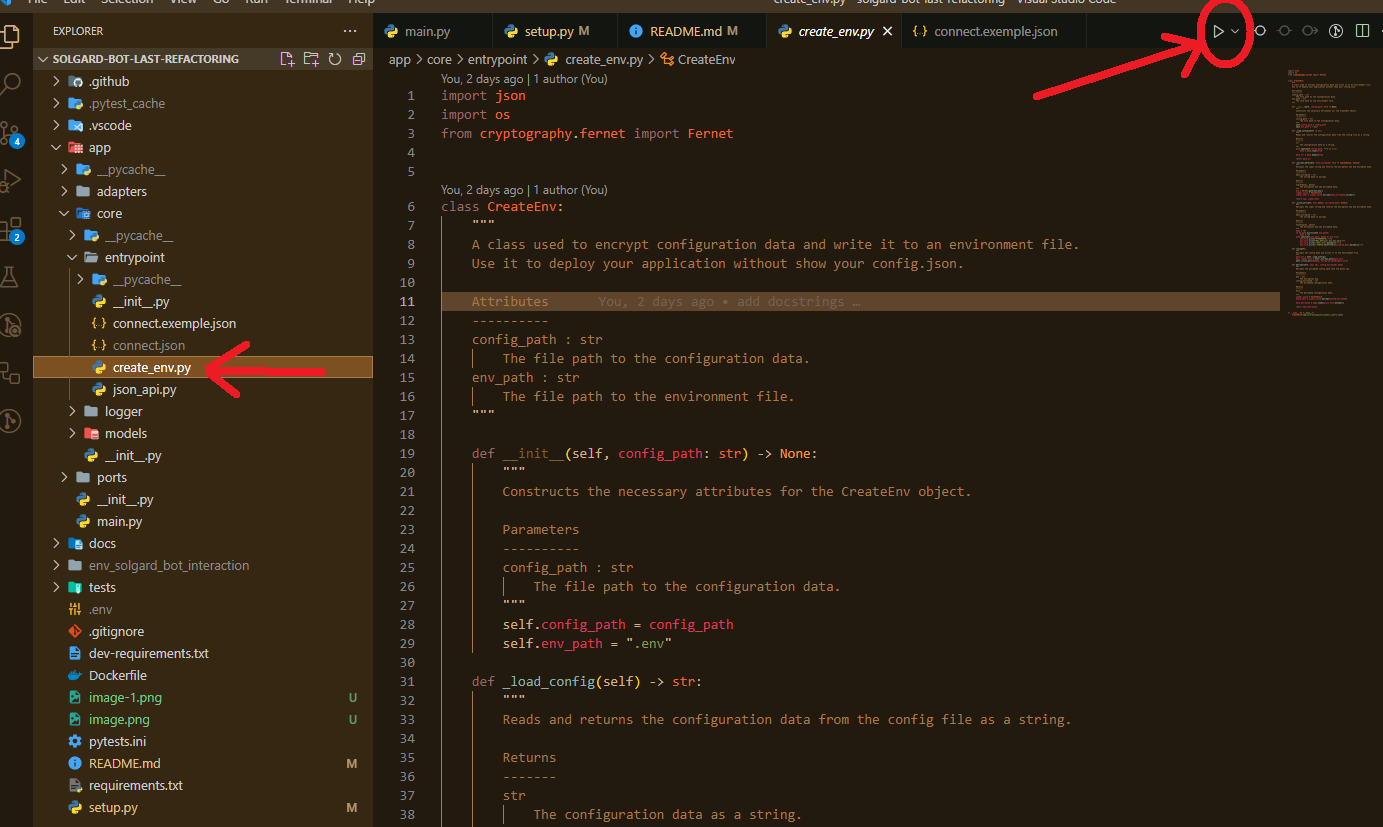 File Edit Selection View Go Run Terminal Help
create_env.py - solgard-bot-last-refactoring - Visual Studio Code
EXPLORER
main.py
setup.py M
README.md M
create_env.py
connect.exemple.json
SOLGARD-BOT-LAST-REFACTORING
.github
.pytest_cache
.vscode
app
__pycache__
adapters
core
__pycache__
entrypoint
__pycache__
__init__.py
connect.exemple.json
connect.json
create_env.py
json_api.py
logger
models
__init__.py
ports
__init__.py
main.py
docs
env_solgard_bot_interaction
tests
.env
.gitignore
dev-requirements.txt
Dockerfile
image-1.png U
image.png U
pytests.ini
README.md M
requirements.txt
setup.py M
4
2
app > core > entrypoint > create_env.py > CreateEnv
You, 2 days ago | 1 author (You)
1 import json
2 import os
3 from cryptography.fernet import Fernet
4
5
You, 2 days ago | 1 author (You)
6 class CreateEnv:
7 """
8 A class used to encrypt configuration data and write it to an environment file.
9 Use it to deploy your application without show your config.json.
10
11 Attributes You, 2 days ago • add docstrings …
12 ----------
13 config_path : str
14 The file path to the configuration data.
15 env_path : str
16 The file path to the environment file.
17 """
18
19 def __init__(self, config_path: str) -> None:
20 """
21 Constructs the necessary attributes for the CreateEnv object.
22
23 Parameters
24 ----------
25 config_path : str
26 The file path to the configuration data.
27 """
28 self.config_path = config_path
29 self.env_path = ".env"
30
31 def _load_config(self) -> str:
32 """
33 Reads and returns the configuration data from the config file as a string.
34
35 Returns
36 -------
37 str
38 The configuration data as a string.